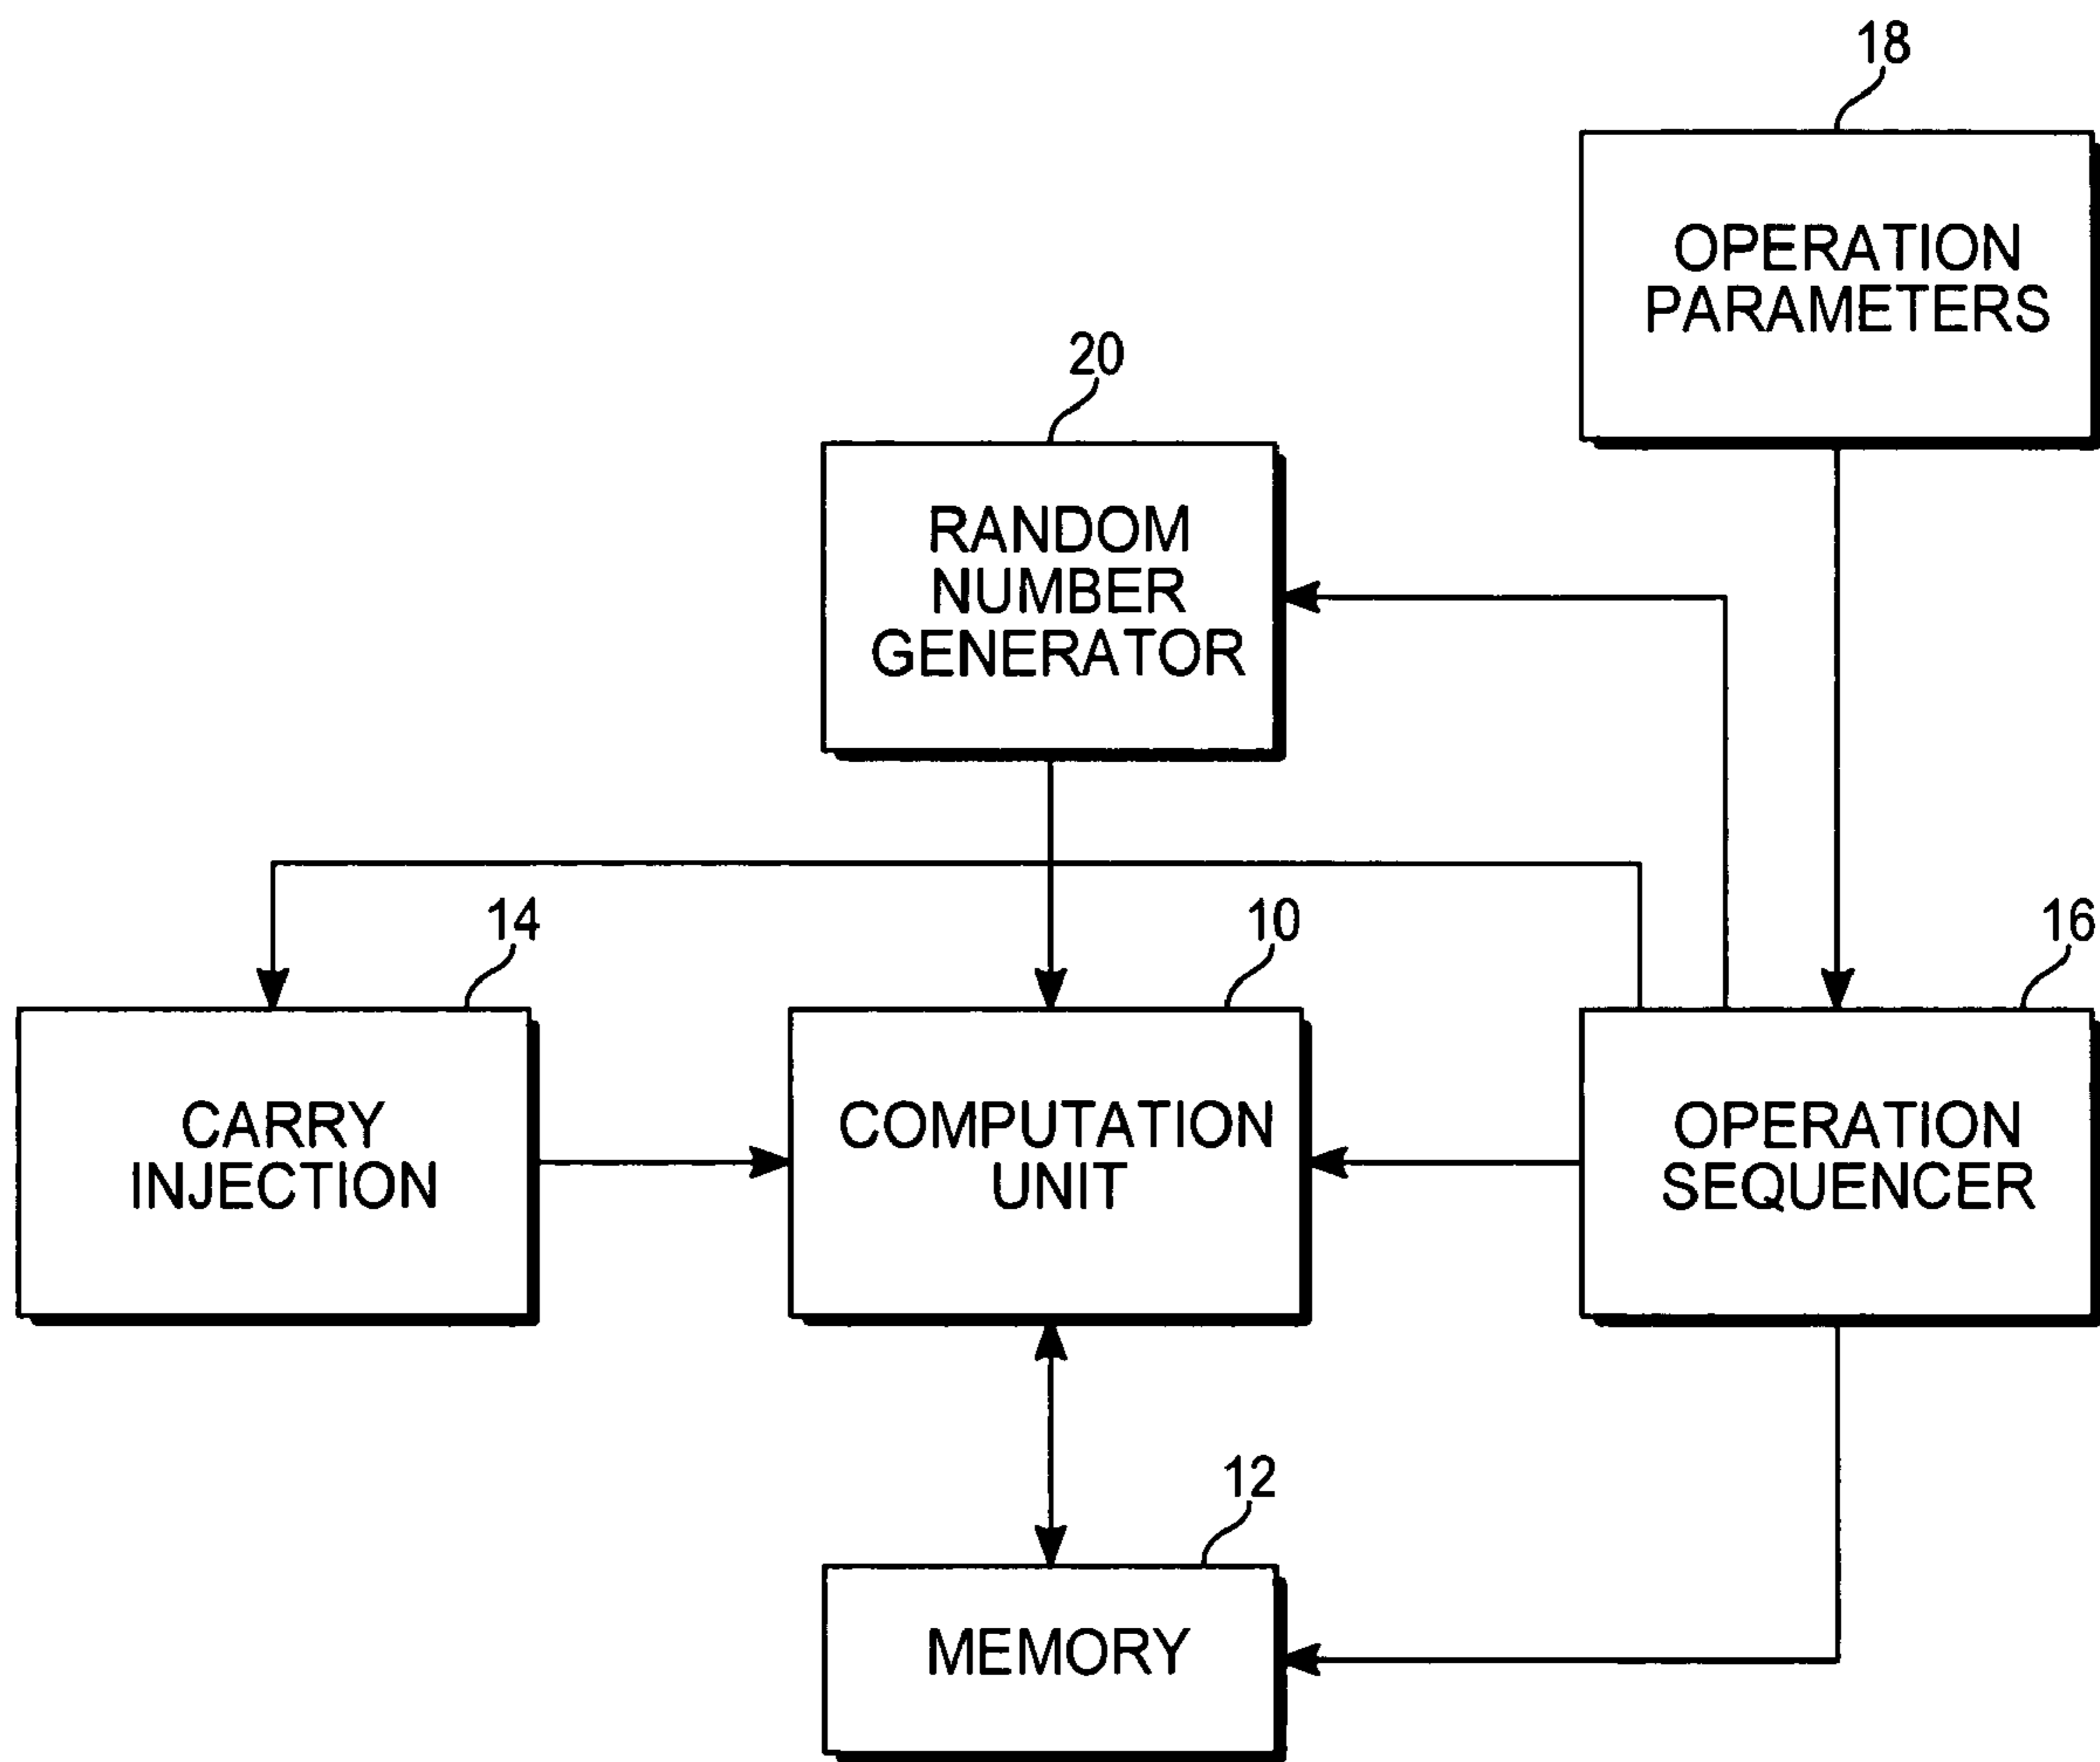 18
OPERATION
PARAMETERS
20
RANDOM
NUMBER
GENERATOR
14
CARRY
INJECTION
10
COMPUTATION
UNIT
16
OPERATION
SEQUENCER
12
MEMORY